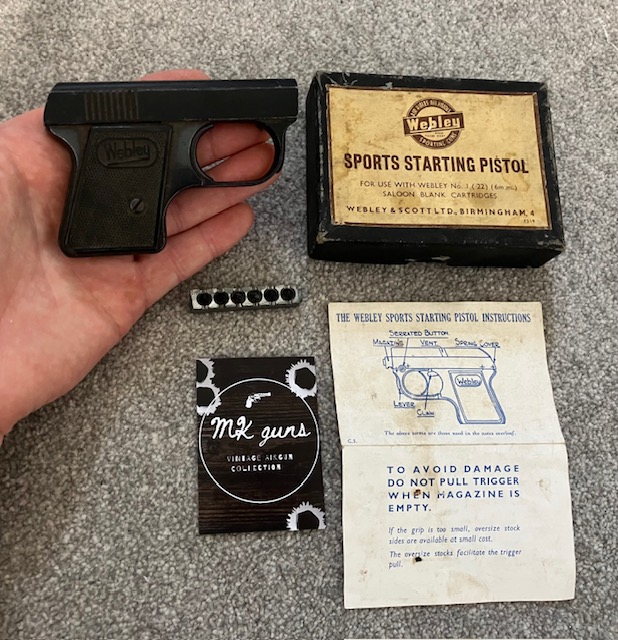 Webley
Webley
SPORTING GUNS
SPORTS STARTING PISTOL
FOR USE WITH WEBLEY No. 1 (·22) (6m/m.)
SALOON BLANK CARTRIDGES
WEBLEY & SCOTT LTD., BIRMINGHAM, 4
MK guns
VINTAGE AIRGUN
COLLECTION
THE WEBLEY SPORTS STARTING PISTOL INSTRUCTIONS
SERRATED BUTTON
MAGAZINE VENT SPRING COVER
Webley
LEVER
CLAW
The above terms are those used in the notes overleaf.
C.S.
TO AVOID DAMAGE
DO NOT PULL TRIGGER
WHEN MAGAZINE IS
EMPTY.
If the grip is too small, oversize stock
sides are available at small cost.
The oversize stocks facilitate the trigger
pull.